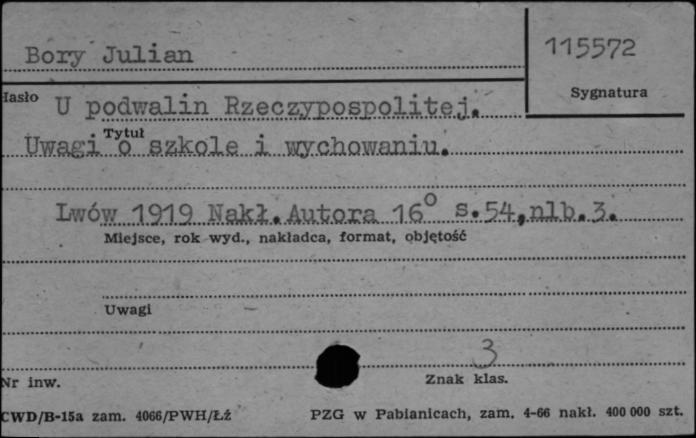 Bory Julian
115572
Hasło
Sygnatura
U podwalin Rzeczypospolitej.
Tytuł
Uwagi o szkole i wychowaniu.
Lwów 1919 Nakł. Autora 16° s.54,nlb.3.
Miejsce, rok wyd., nakładca, format, objętość
Uwagi
3
Nr inw.
Znak klas.
CWD/B-15a zam. 4066/PWH/Łź
PZG w Pabianicach, zam. 4-66 nakł. 400 000 szt.